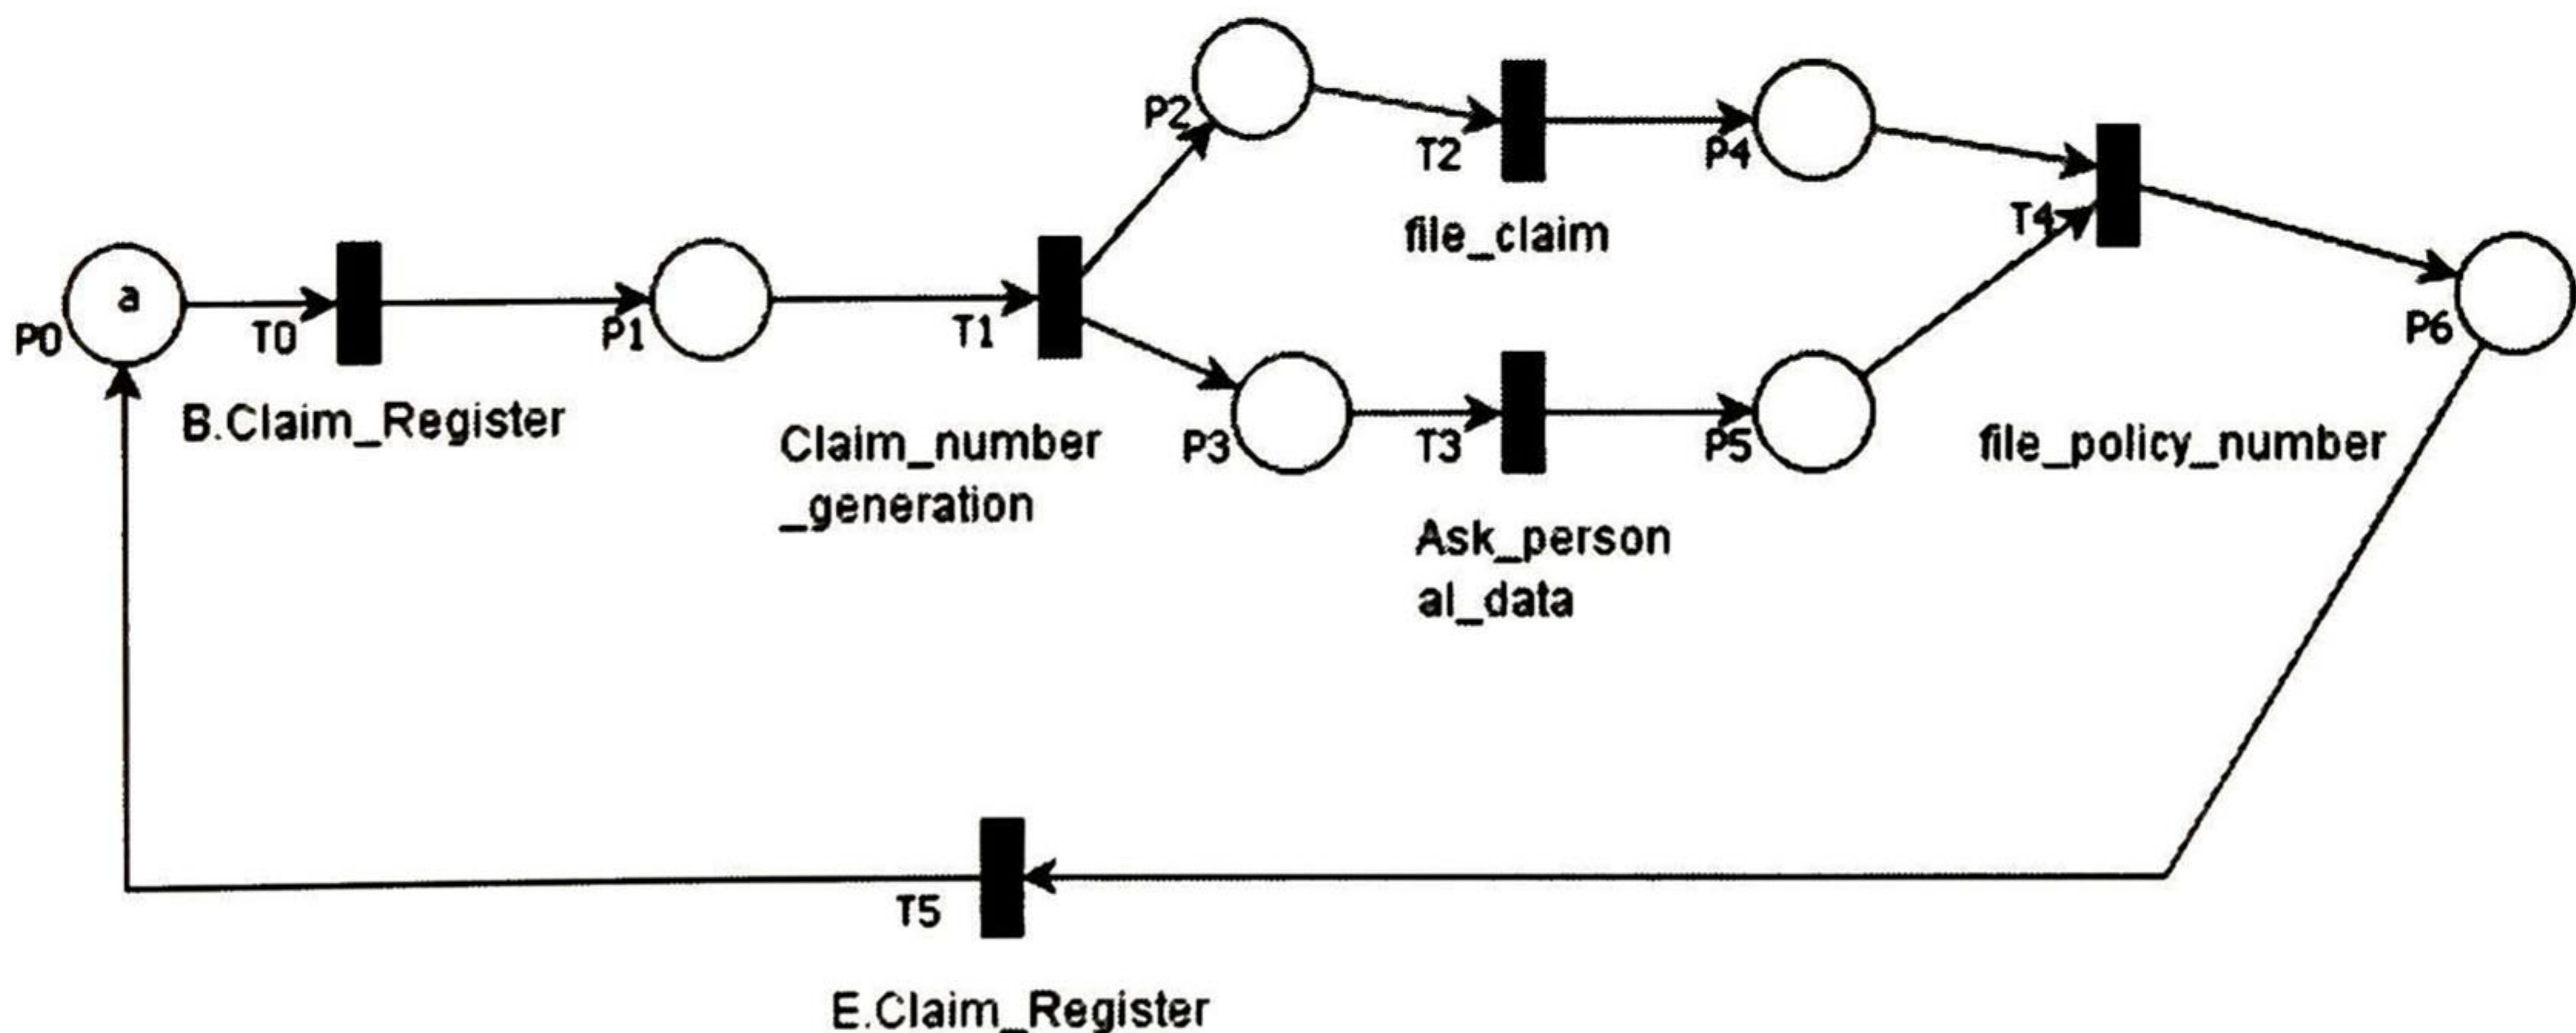 P2
T2
P4
T4
file_claim
a
P0
T0
P1
T1
P6
B.Claim_Register
Claim_number
_generation
P3
T3
P5
file_policy_number
Ask_person
al_data
T5
E.Claim_Register